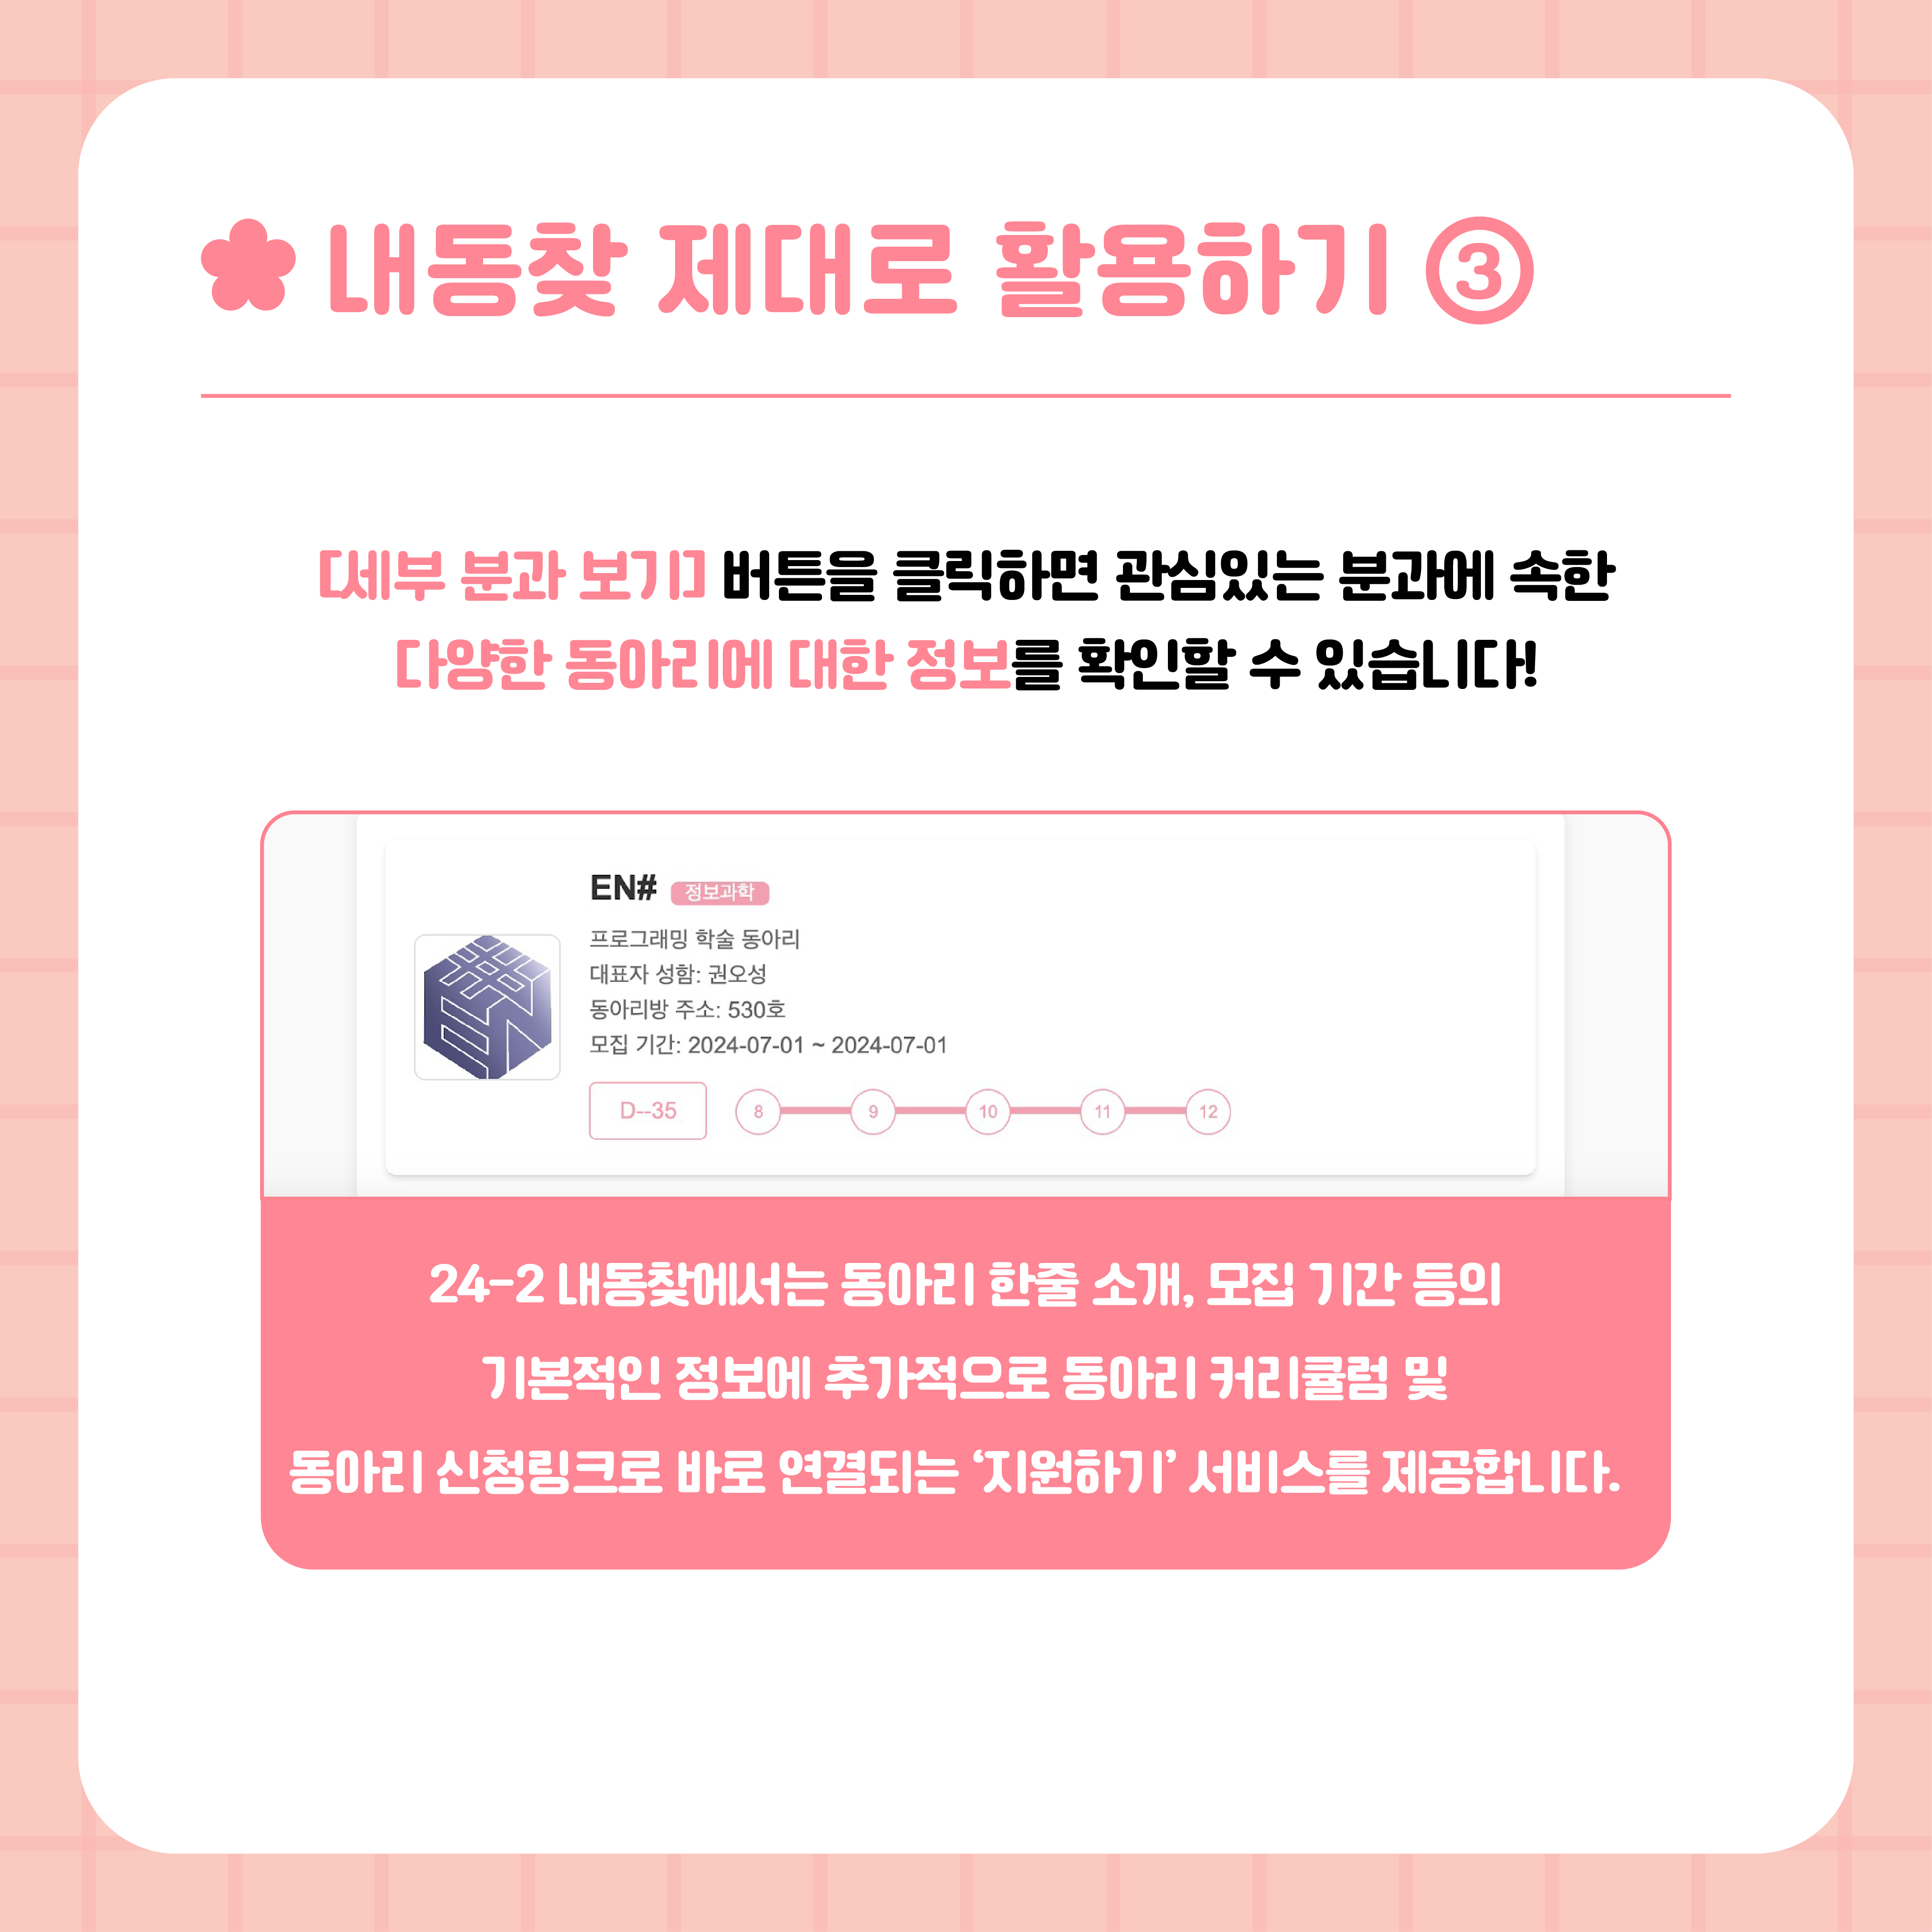 내동찾 제대로 활용하기 ③
[세부 분과 보기] 버튼을 클릭하면 관심있는 분과에 속한
다양한 동아리에 대한 정보를 확인할 수 있습니다!
EN# 정보과학
프로그래밍 학술 동아리
대표자 성함: 권오성
동아리방 주소: 530호
모집 기간: 2024-07-01 ~ 2024-07-01
# EN
D--35 8 9 10 11 12
24-2 내동찾에서는 동아리 한줄 소개, 모집 기간 등의
기본적인 정보에 추가적으로 동아리 커리큘럼 및
동아리 신청링크로 바로 연결되는 ‘지원하기’ 서비스를 제공합니다.